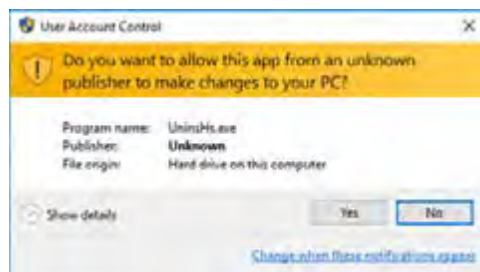 User Account Control
Do you want to allow this app from an unknown
publisher to make changes to your PC?
Program name: UninsHs.exe
Publisher: Unknown
File origin: Hard drive on this computer
Show details
Yes No
Change when these notifications appear